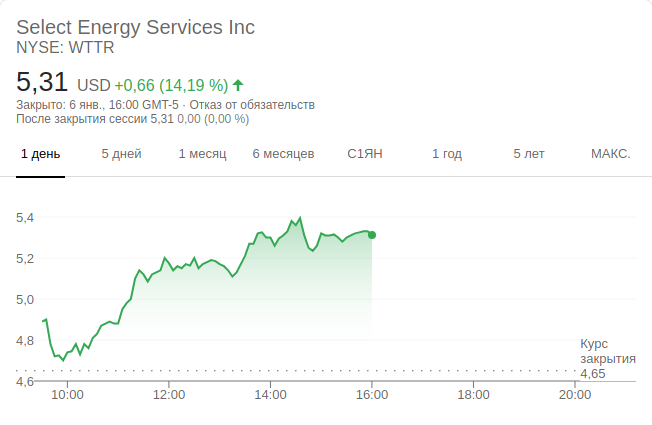 Select Energy Services Inc
NYSE: WTTR
5,31 USD +0,66 (14,19 %)
Закрыто: 6 янв., 16:00 GMT-5 · Отказ от обязательств
После закрытия сессии 5,31 0,00 (0,00 %)
1 день 5 дней 1 месяц 6 месяцев С1ЯН 1 год 5 лет МАКС.
5,4
5,2
5,0
4,8
4,6
Курс
закрытия
4,65
10:00 12:00 14:00 16:00 18:00 20:00